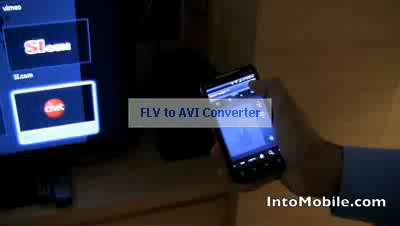 vimeo
SI.com
SI.com
cnet
FLV to AVI Converter
IntoMobile.com